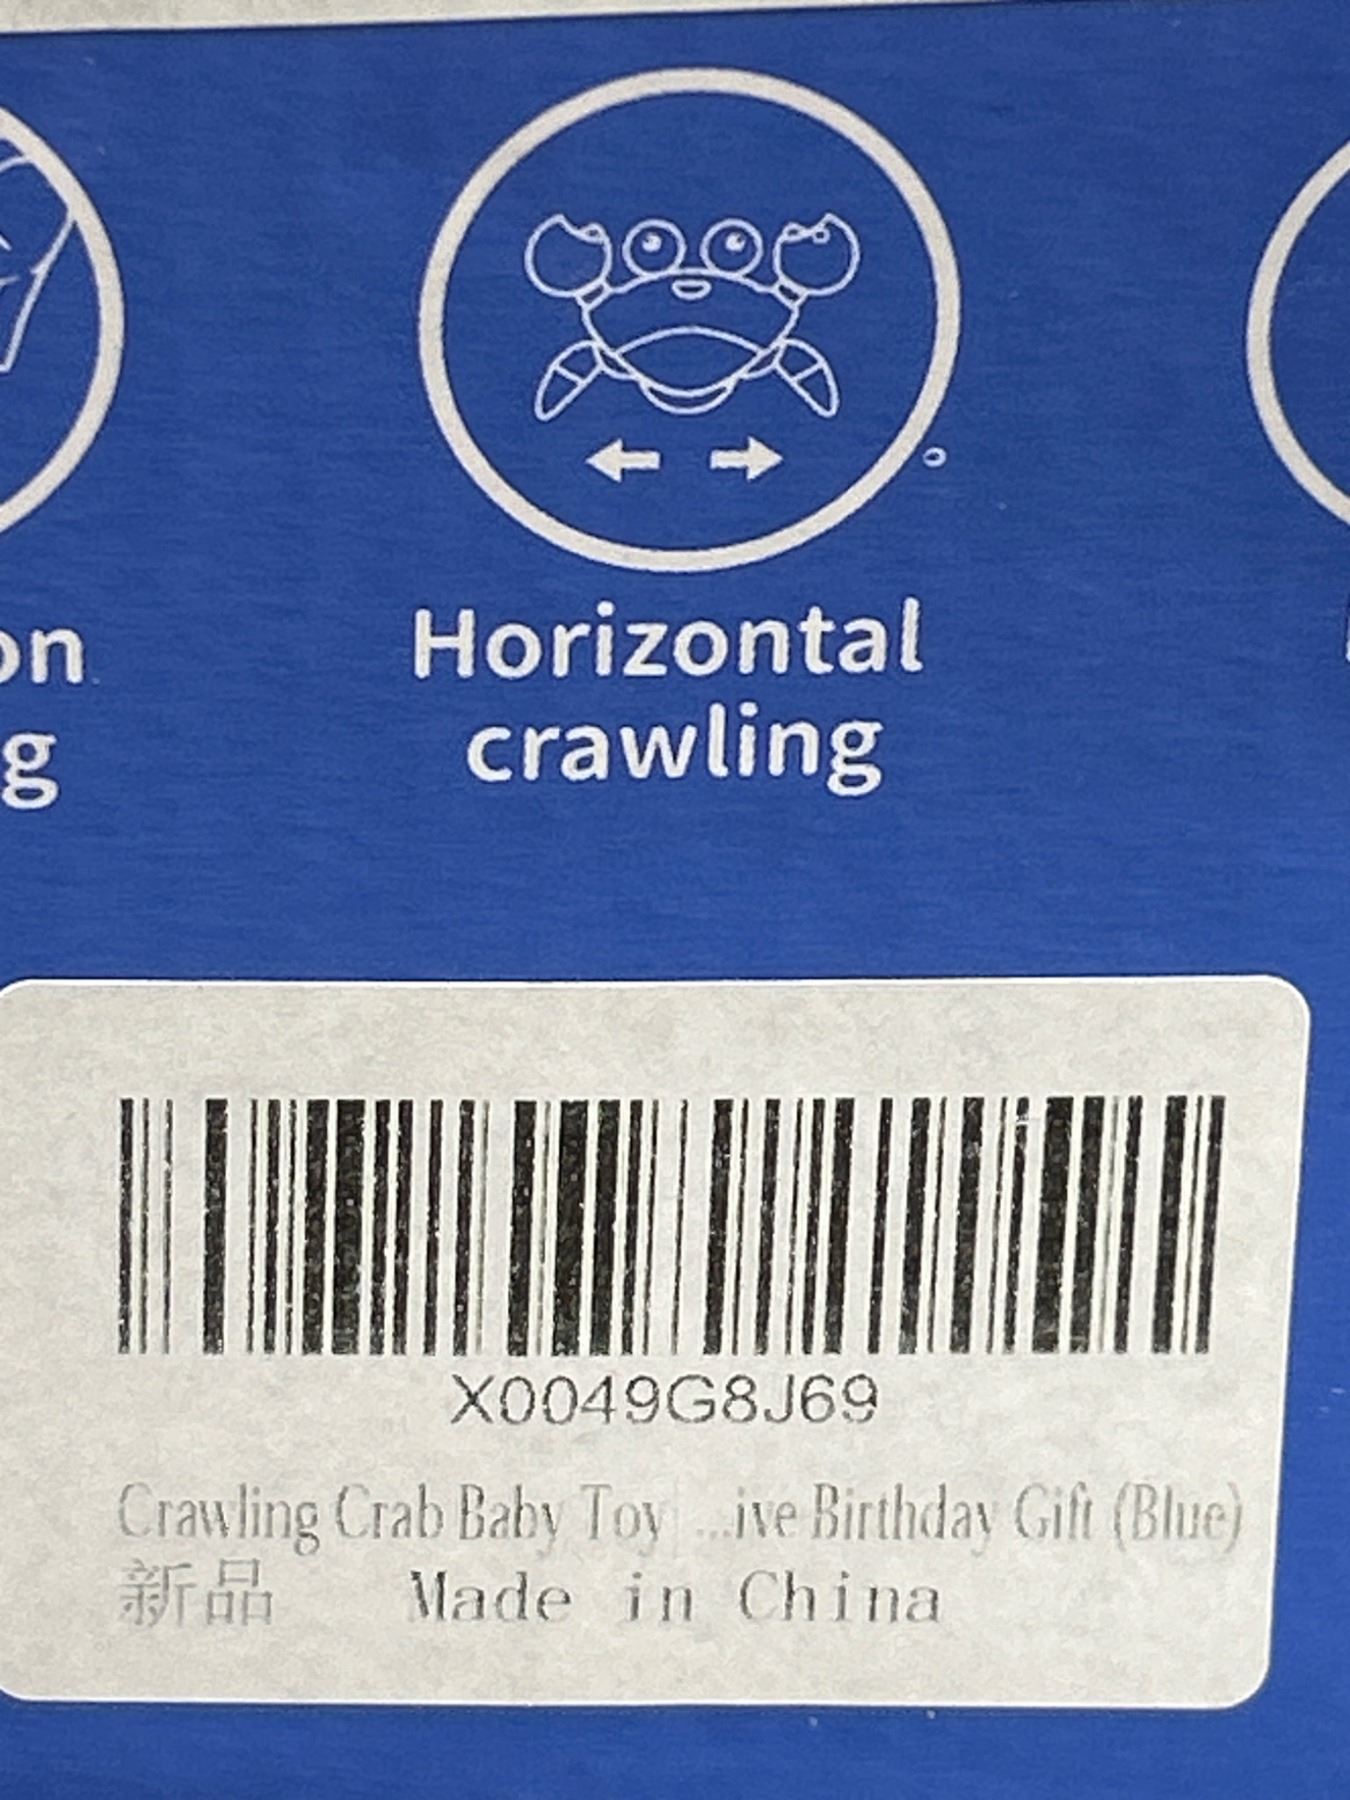 on
g
Horizontal
crawling
X0049G8J69
Crawling Crab Baby Toy ...ive Birthday Gift (Blue)
新品 Made in China